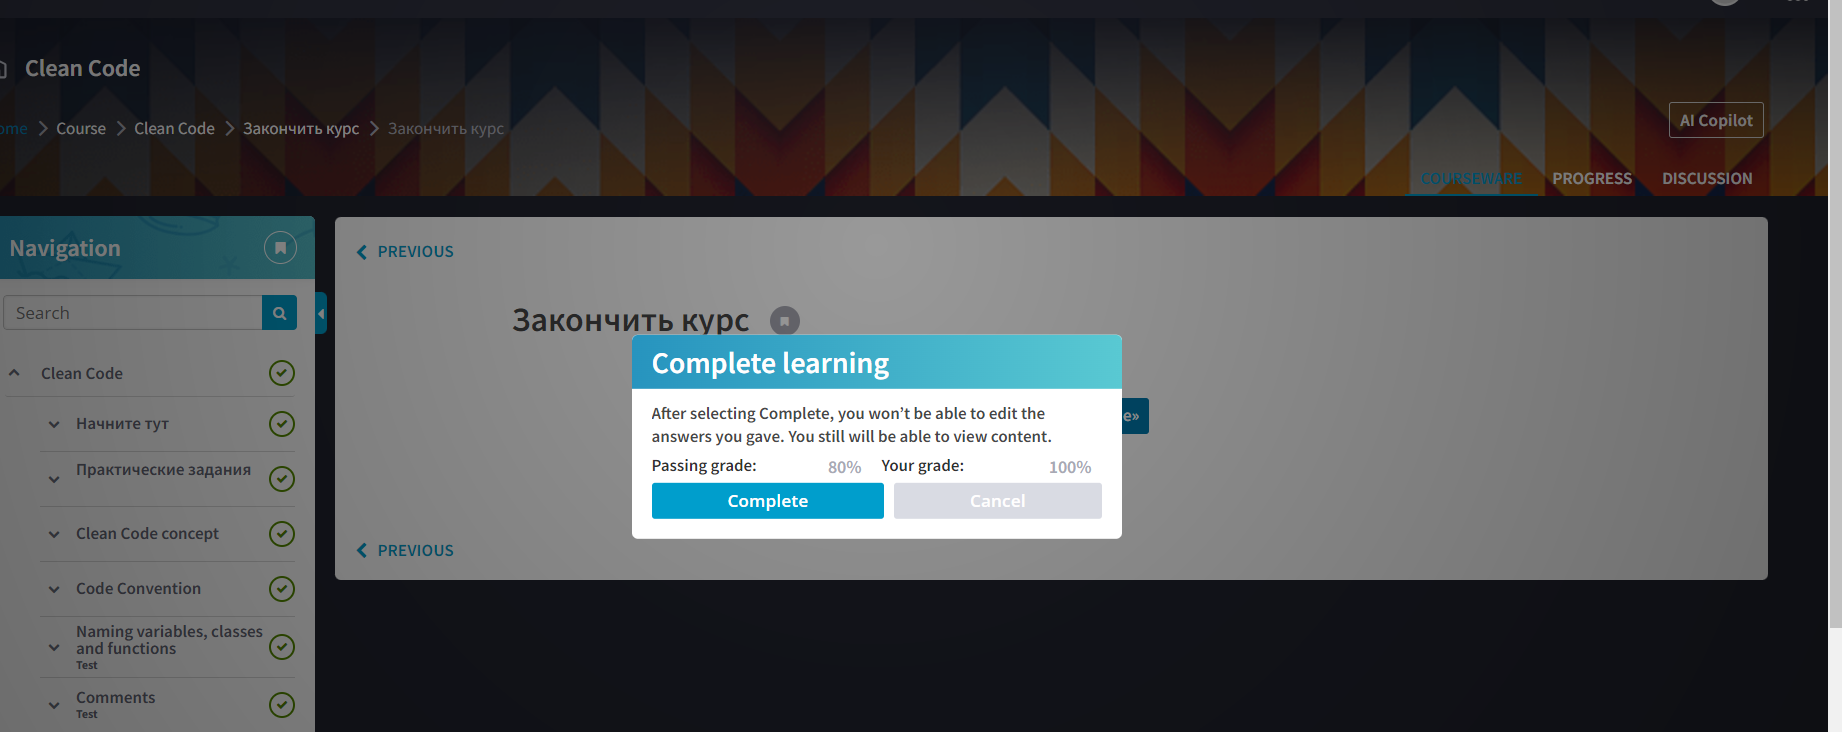 Clean Code
ome
Course
Clean Code
Закончить курс
Закончить курс
AI Copilot
COURSEWARE
PROGRESS
DISCUSSION
Navigation
Search
Clean Code
Начните тут
Практические задания
Clean Code concept
Code Convention
Naming variables, classes
and functions
Test
Comments
Test
PREVIOUS
Закончить курс
e»
Complete learning
After selecting Complete, you won't be able to edit the
answers you gave. You still will be able to view content.
Passing grade: 80% Your grade: 100%
Complete
Cancel
PREVIOUS